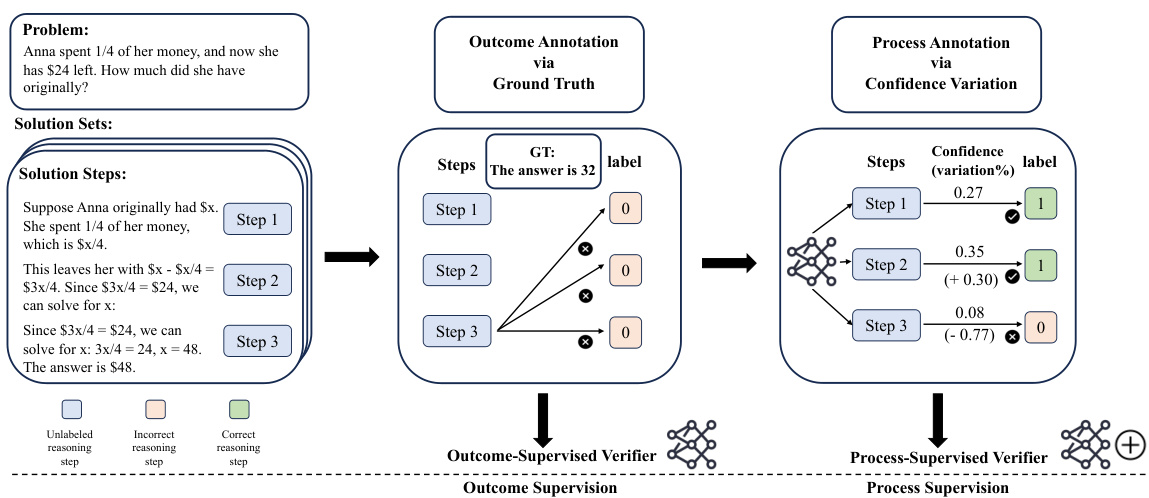 Problem:
Anna spent 1/4 of her money, and now she
has $24 left. How much did she have
originally?
Solution Sets:
Solution Steps:
Suppose Anna originally had $x.
She spent 1/4 of her money,
which is $x/4.
Step 1
This leaves her with $x - $x/4 =
$3x/4. Since $3x/4 = $24, we
can solve for x:
Step 2
Since $3x/4 = $24, we can
solve for x: 3x/4 = 24, x = 48.
The answer is $48.
Step 3
Unlabeled
reasoning
step
Incorrect
reasoning
step
Correct
reasoning
step
Outcome Annotation
via
Ground Truth
Steps
GT:
The answer is 32
label
Step 1
0
Step 2
0
Step 3
0
Outcome-Supervised Verifier
Outcome Supervision
Process Annotation
via
Confidence Variation
Steps
Confidence
(variation%)
label
Step 1
0.27
1
Step 2
0.35
(+ 0.30)
1
Step 3
0.08
(- 0.77)
0
Process-Supervised Verifier
Process Supervision